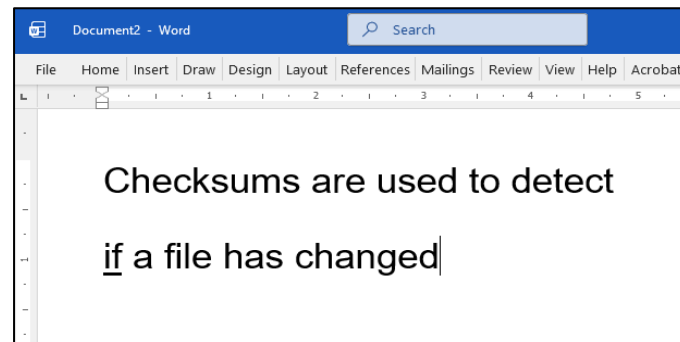 Document2 - Word
Search
File Home Insert Draw Design Layout References Mailings Review View Help Acrobat
1 2 3 4 5
Checksums are used to detect
if a file has changed